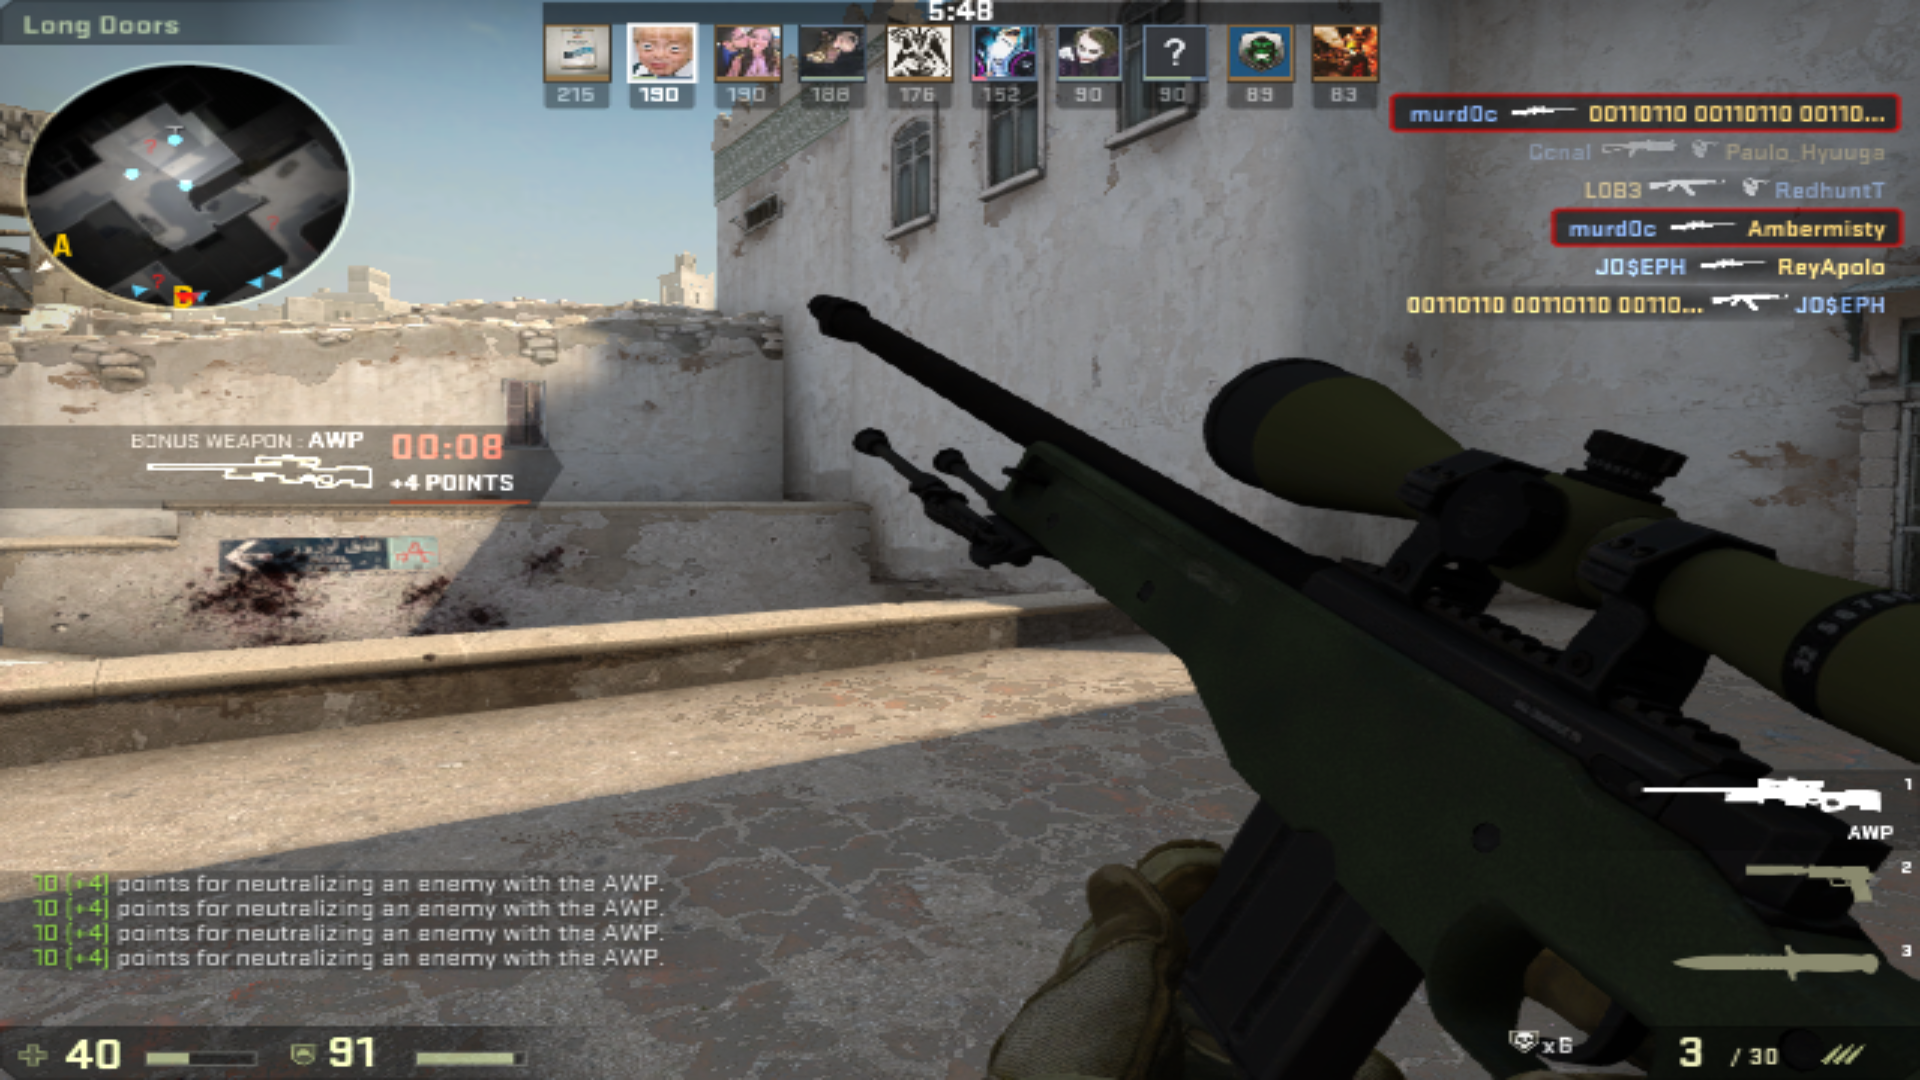 Long Doors
5:48
?
215 190 190 188 176 152 90 90 89 83
murd0c 00110110 00110110 00110...
Conal Paulo_Hyuuga
LOB3 RedhuntT
murd0c Ambermisty
JO$EPH ReyApolo
00110110 00110110 00110... JO$EPH
? ? ?
A
B
BONUS WEAPON : AWP 00:08
+4 POINTS
A
1
AWP
2
3
10 [+4] points for neutralizing an enemy with the AWP.
10 [+4] points for neutralizing an enemy with the AWP.
10 [+4] points for neutralizing an enemy with the AWP.
10 [+4] points for neutralizing an enemy with the AWP.
40 91 x6 3 / 30